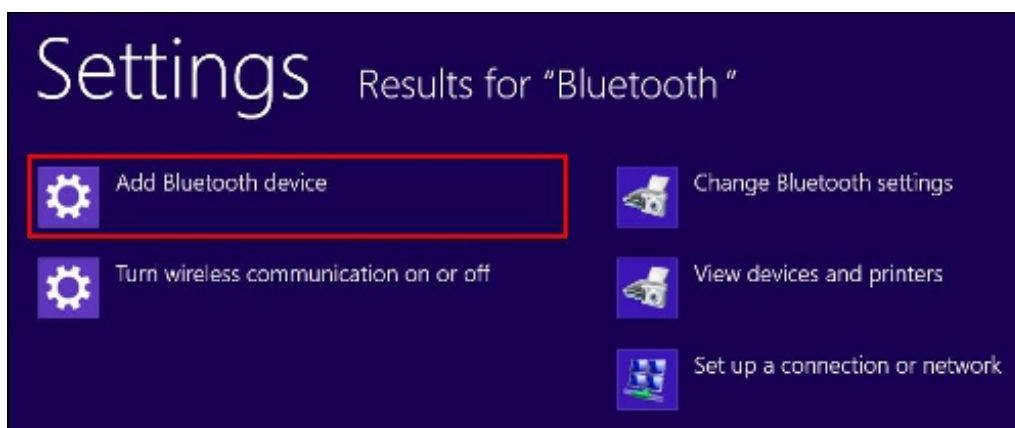 Settings Results for "Bluetooth"
Add Bluetooth device
Change Bluetooth settings
Turn wireless communication on or off
View devices and printers
Set up a connection or network